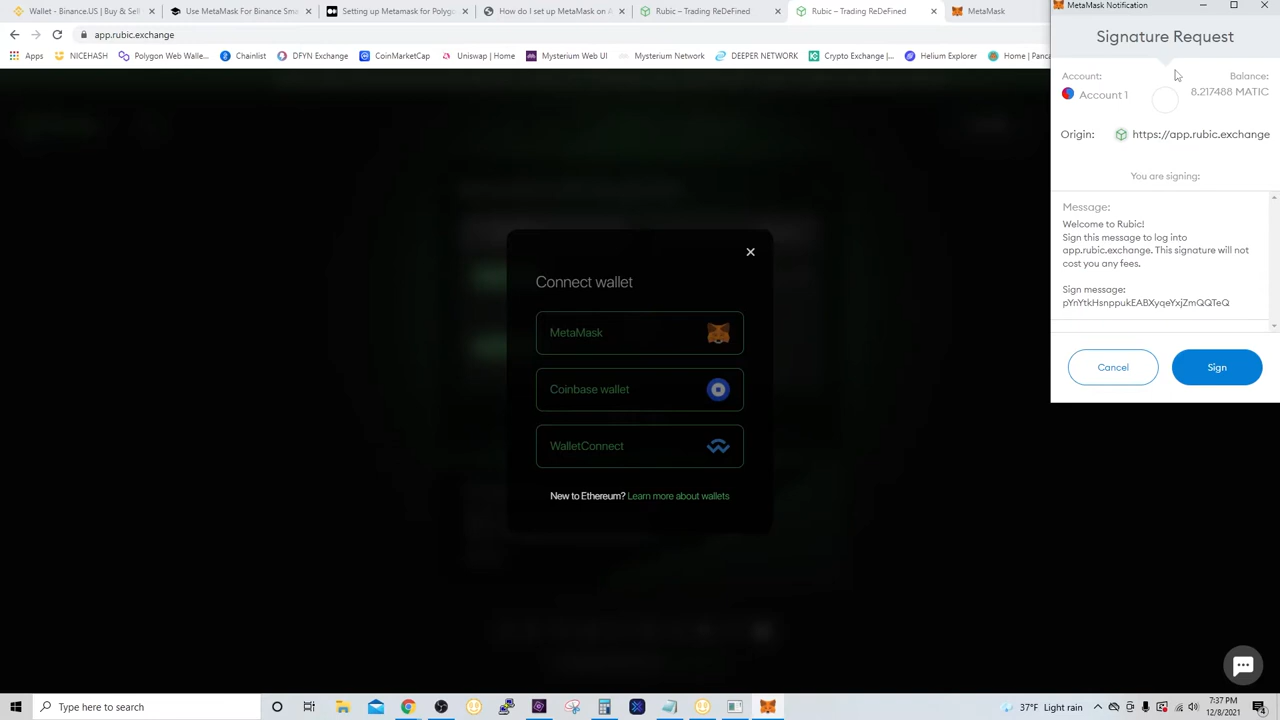 Wallet - Binance.US | Buy & Sell
Use MetaMask For Binance Sma
Setting up Metamask for Polygo
How do I set up MetaMask on A
Rubic – Trading ReDefined
Rubic – Trading ReDefined
MetaMask
app.rubic.exchange
Apps
NICEHASH
Polygon Web Walle...
Chainlist
DFYN Exchange
CoinMarketCap
Uniswap | Home
Mysterium Web UI
Mysterium Network
DEEPER NETWORK
Crypto Exchange |...
Helium Explorer
Home | Panca
MetaMask Notification
Signature Request
Account:
Balance:
Account 1
8.217488 MATIC
Origin:
https://app.rubic.exchange
You are signing:
Message:
Welcome to Rubic!
Sign this message to log into
app.rubic.exchange. This signature will not
cost you any fees.
Sign message:
pYnYtkHsnppukEABXyqeYxjZmQQTeQ
Cancel
Sign
Connect wallet
MetaMask
Coinbase wallet
WalletConnect
New to Ethereum? Learn more about wallets
Type here to search
37°F Light rain
7:37 PM
12/8/2021